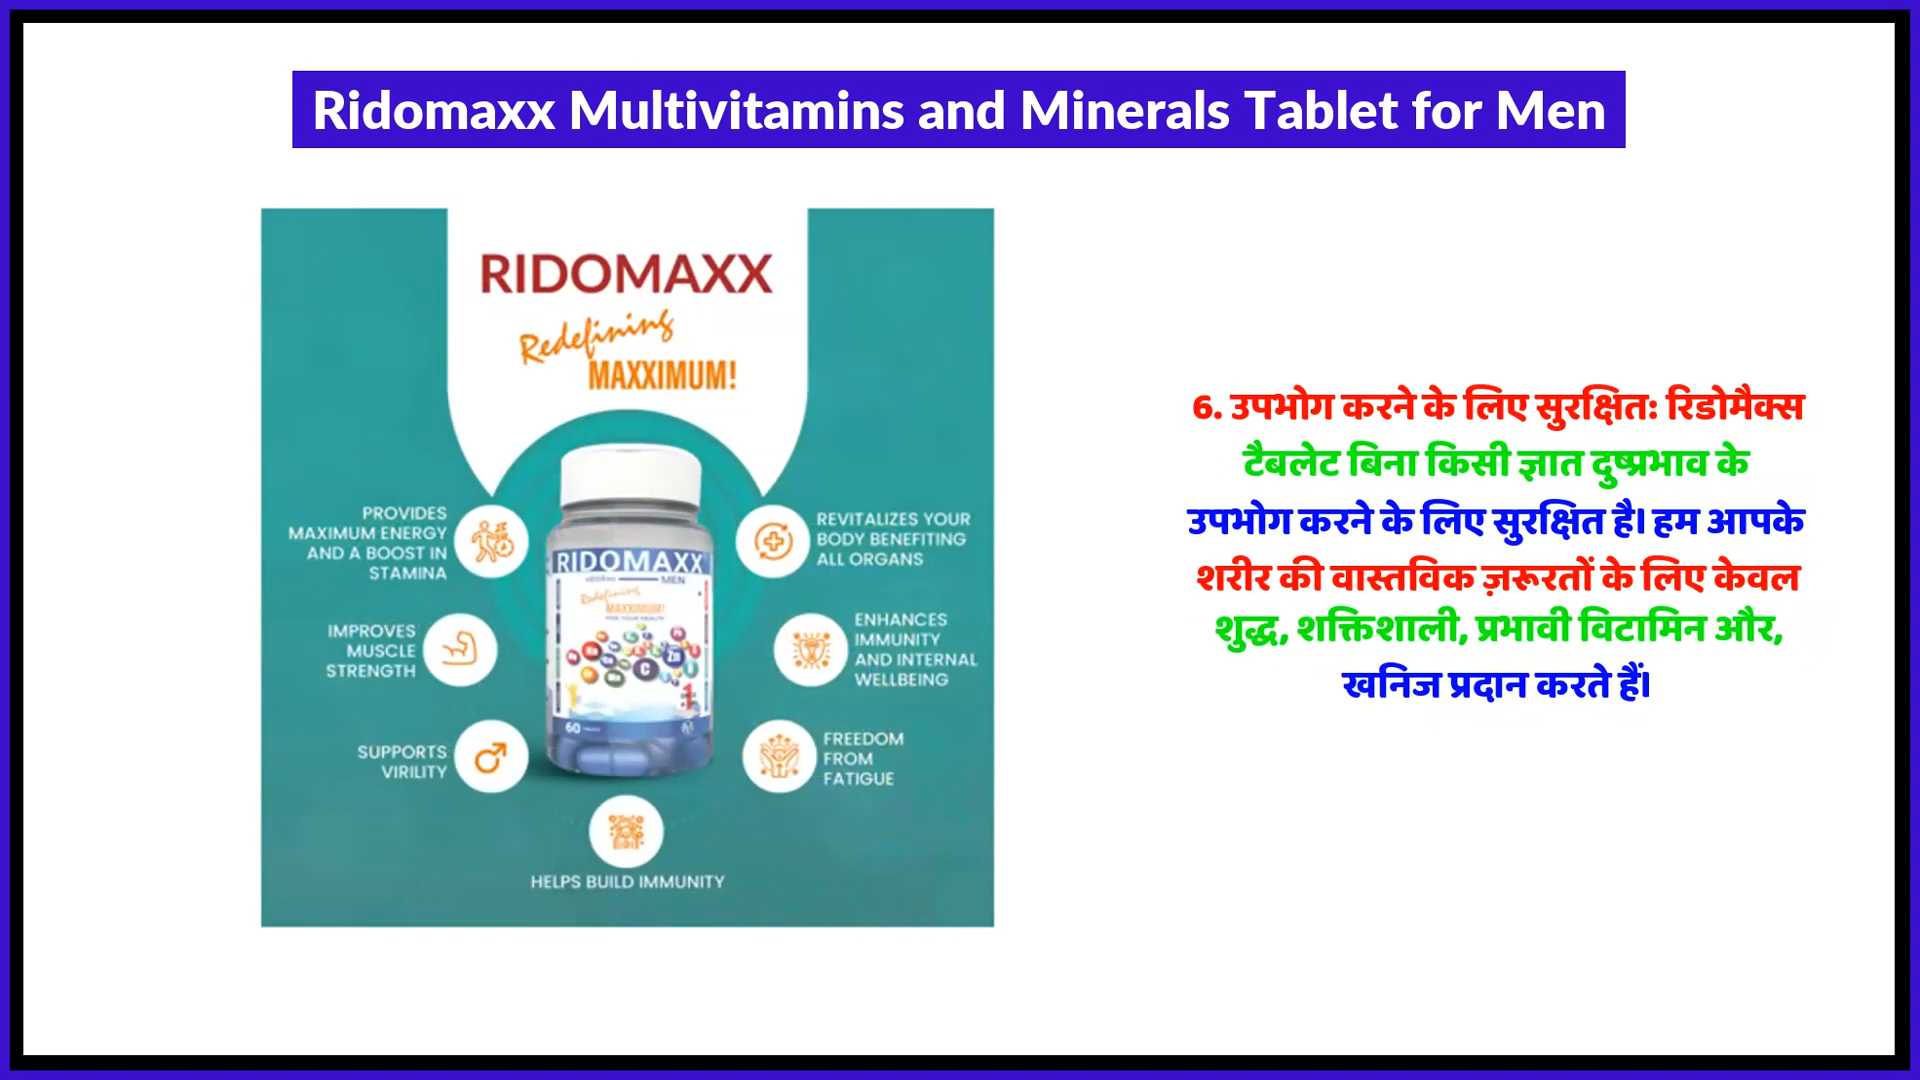 Ridomaxx Multivitamins and Minerals Tablet for Men
RIDOMAXX
Redefining
MAXXIMUM!
PROVIDES
MAXIMUM ENERGY
AND A BOOST IN
STAMINA
IMPROVES
MUSCLE
STRENGTH
SUPPORTS
VIRILITY
REVITALIZES YOUR
BODY BENEFITING
ALL ORGANS
ENHANCES
IMMUNITY
AND INTERNAL
WELLBEING
FREEDOM
FROM
FATIGUE
HELPS BUILD IMMUNITY
RIDOMAXX
MEN
Redefining
MAXXIMUM!
C
Zn
60
6. उपभोग करने के लिए सुरक्षित: रिडोमैक्स
टैबलेट बिना किसी ज्ञात दुष्प्रभाव के
उपभोग करने के लिए सुरक्षित है। हम आपके
शरीर की वास्तविक ज़रूरतों के लिए केवल
शुद्ध, शक्तिशाली, प्रभावी विटामिन और,
खनिज प्रदान करते हैं।